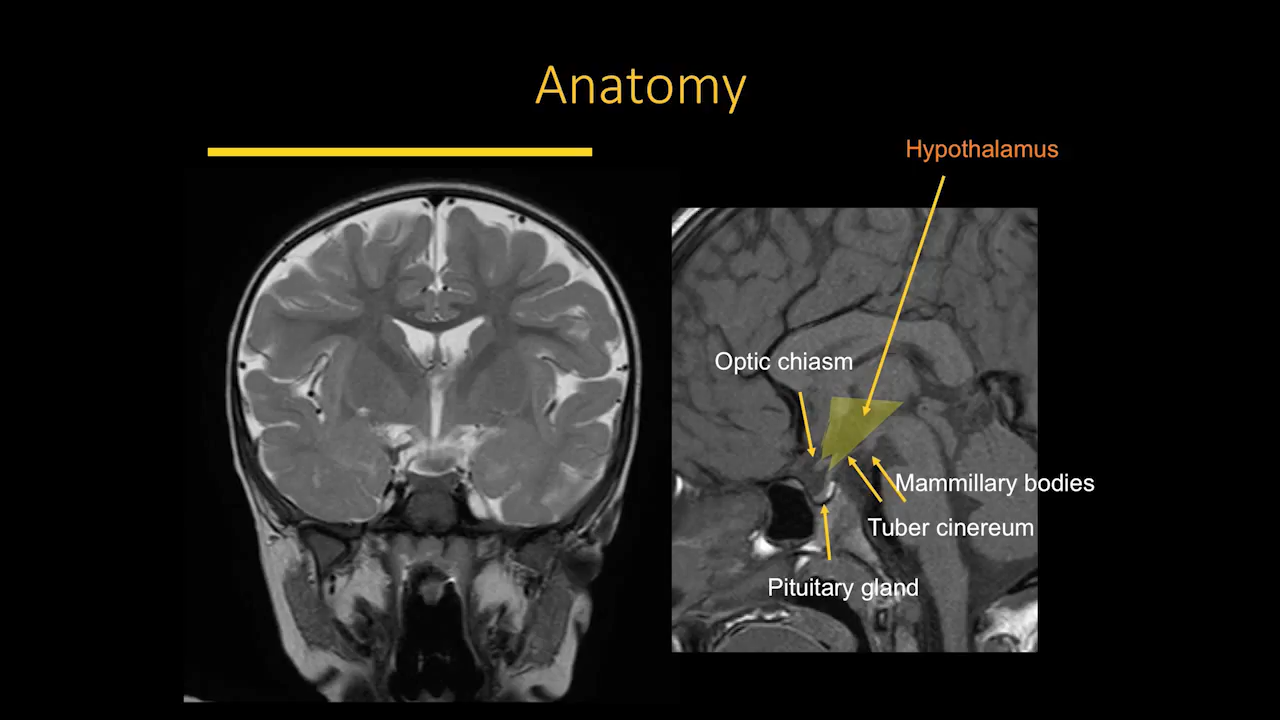 Anatomy
Hypothalamus
Optic chiasm
Mammillary bodies
Tuber cinereum
Pituitary gland